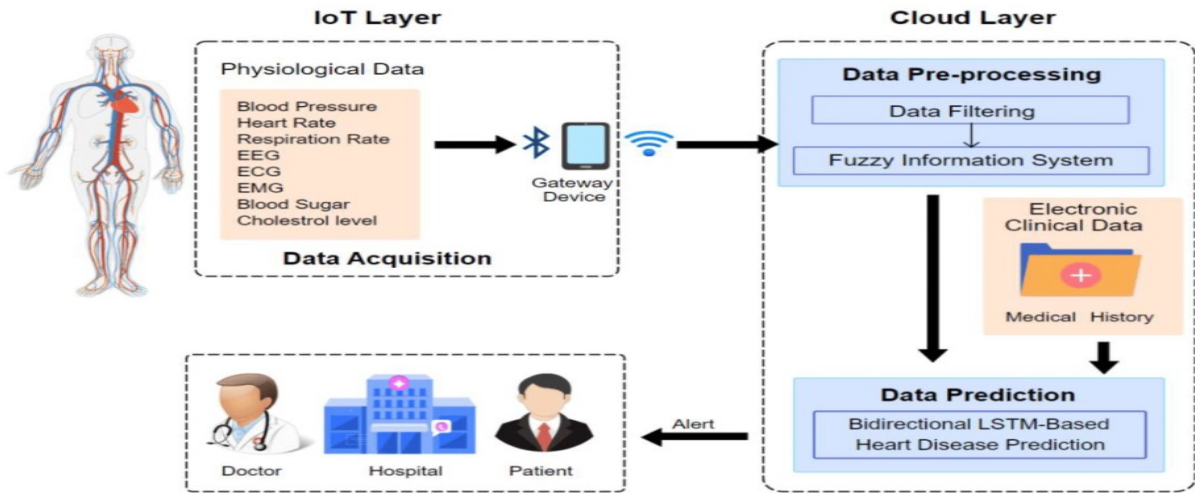 IoT Layer
Cloud Layer
Physiological Data
Blood Pressure
Heart Rate
Respiration Rate
EEG
ECG
EMG
Blood Sugar
Cholestrol level
Data Acquisition
Gateway
Device
Data Pre-processing
Data Filtering
Fuzzy Information System
Electronic
Clinical Data
Medical History
Data Prediction
Bidirectional LSTM-Based
Heart Disease Prediction
Alert
Doctor
Hospital
Patient